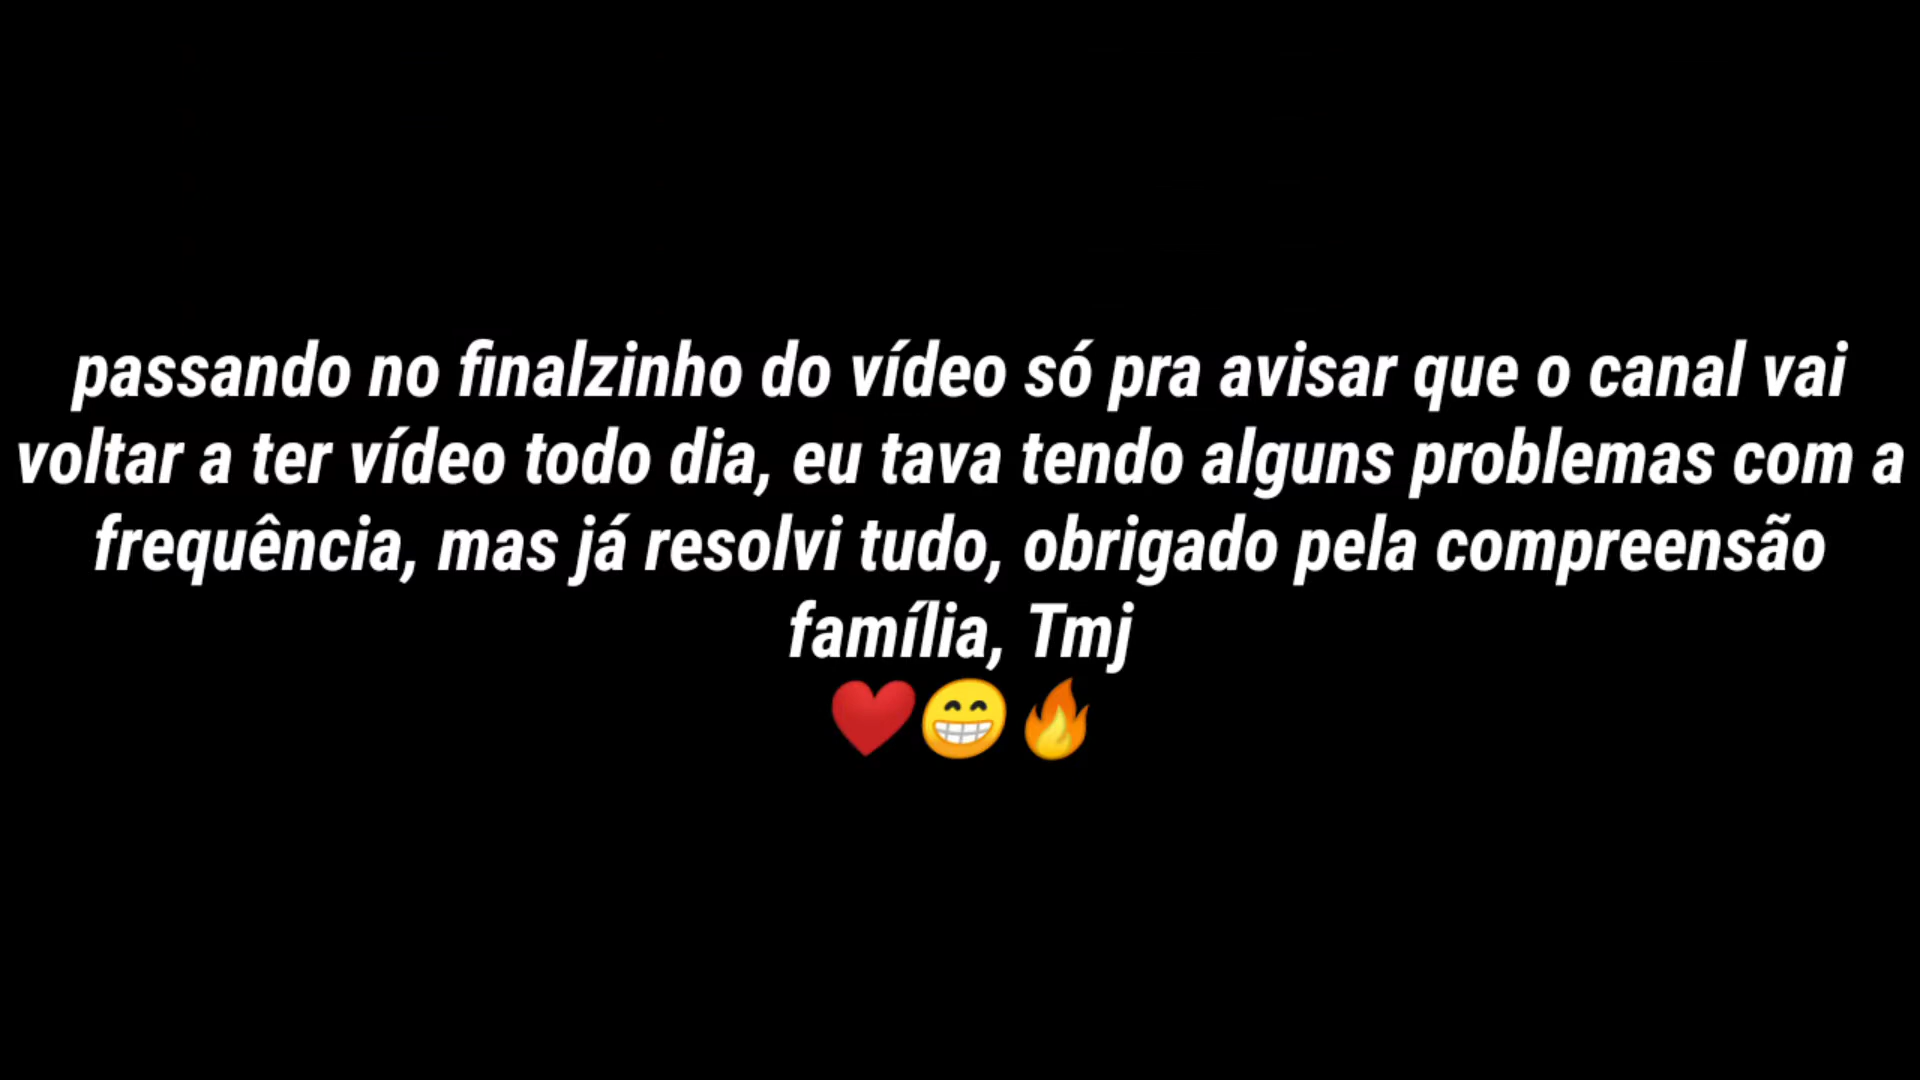 passando no finalzinho do vídeo só pra avisar que o canal vai
voltar a ter vídeo todo dia, eu tava tendo alguns problemas com a
frequência, mas já resolvi tudo, obrigado pela compreensão
família, Tmj
❤️😁🔥